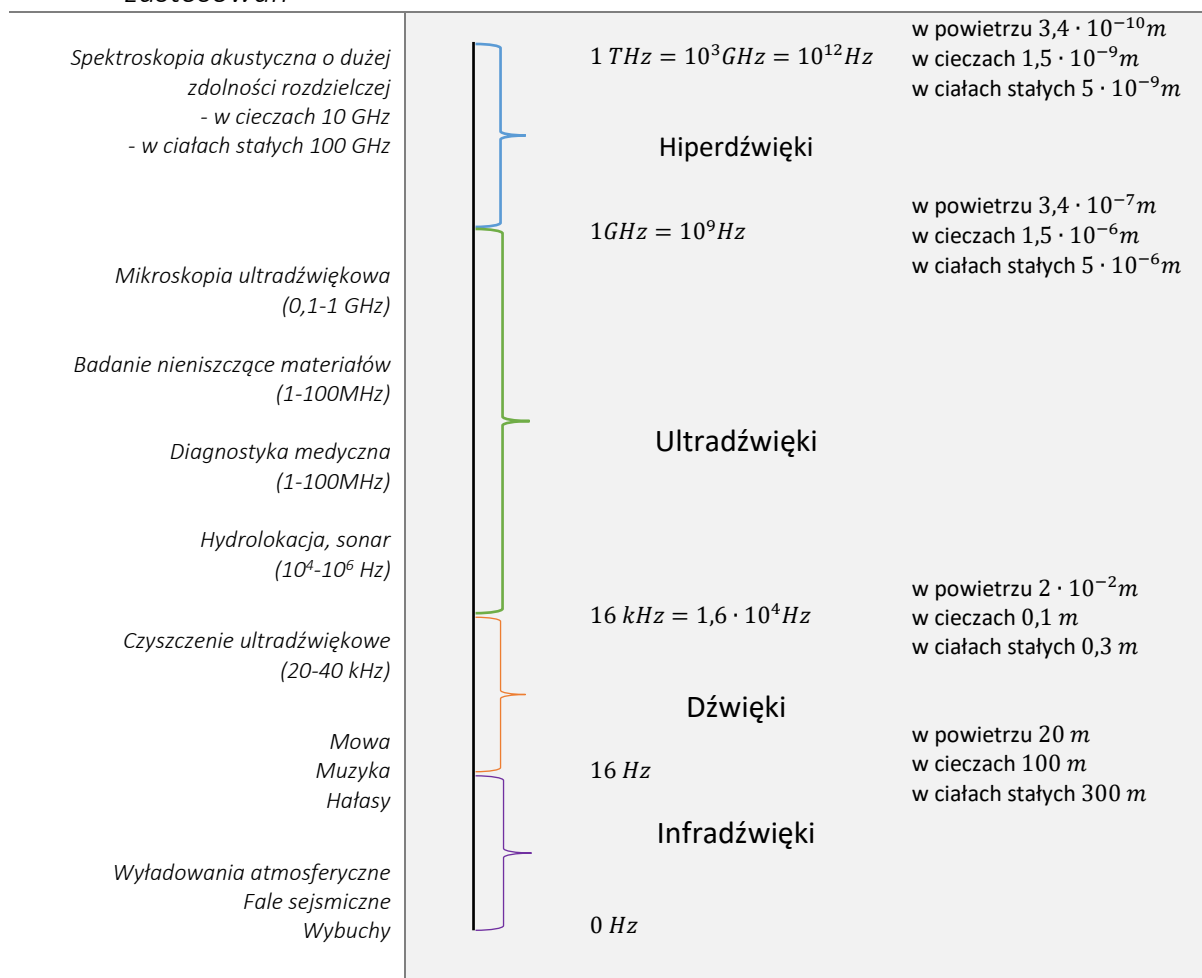 zastosowań
Spektroskopia akustyczna o dużej
zdolności rozdzielczej
- w cieczach 10 GHz
- w ciałach stałych 100 GHz
Mikroskopia ultradźwiękowa
(0,1-1 GHz)
Badanie nieniszczące materiałów
(1-100MHz)
Diagnostyka medyczna
(1-100MHz)
Hydrolokacja, sonar
(10⁴-10⁶ Hz)
Czyszczenie ultradźwiękowe
(20-40 kHz)
Mowa
Muzyka
Hałasy
Wyładowania atmosferyczne
Fale sejsmiczne
Wybuchy
1 THz = 10³GHz = 10¹²Hz
Hiperdźwięki
1GHz = 10⁹Hz
Ultradźwięki
16 kHz = 1,6 · 10⁴Hz
Dźwięki
16 Hz
Infradźwięki
0 Hz
w powietrzu 3,4 · 10⁻¹⁰m
w cieczach 1,5 · 10⁻⁹m
w ciałach stałych 5 · 10⁻⁹m
w powietrzu 3,4 · 10⁻⁷m
w cieczach 1,5 · 10⁻⁶m
w ciałach stałych 5 · 10⁻⁶m
w powietrzu 2 · 10⁻²m
w cieczach 0,1 m
w ciałach stałych 0,3 m
w powietrzu 20 m
w cieczach 100 m
w ciałach stałych 300 m